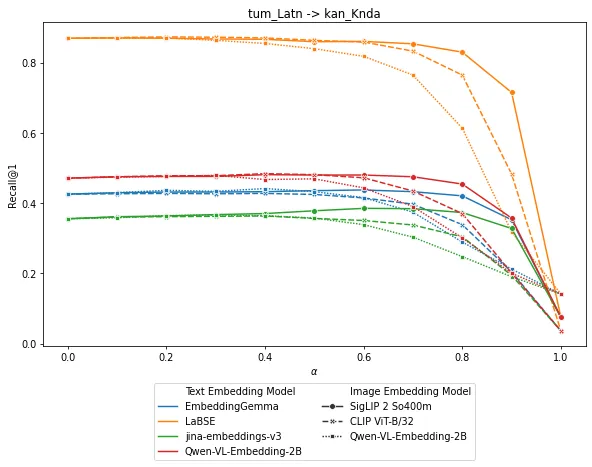 tum_Latn -> kan_Knda
Recall@1
0.8
0.6
0.4
0.2
0.0
0.0 0.2 0.4 0.6 0.8 1.0
α
Text Embedding Model Image Embedding Model
EmbeddingGemma SigLIP 2 So400m
LaBSE CLIP ViT-B/32
jina-embeddings-v3 Qwen-VL-Embedding-2B
Qwen-VL-Embedding-2B